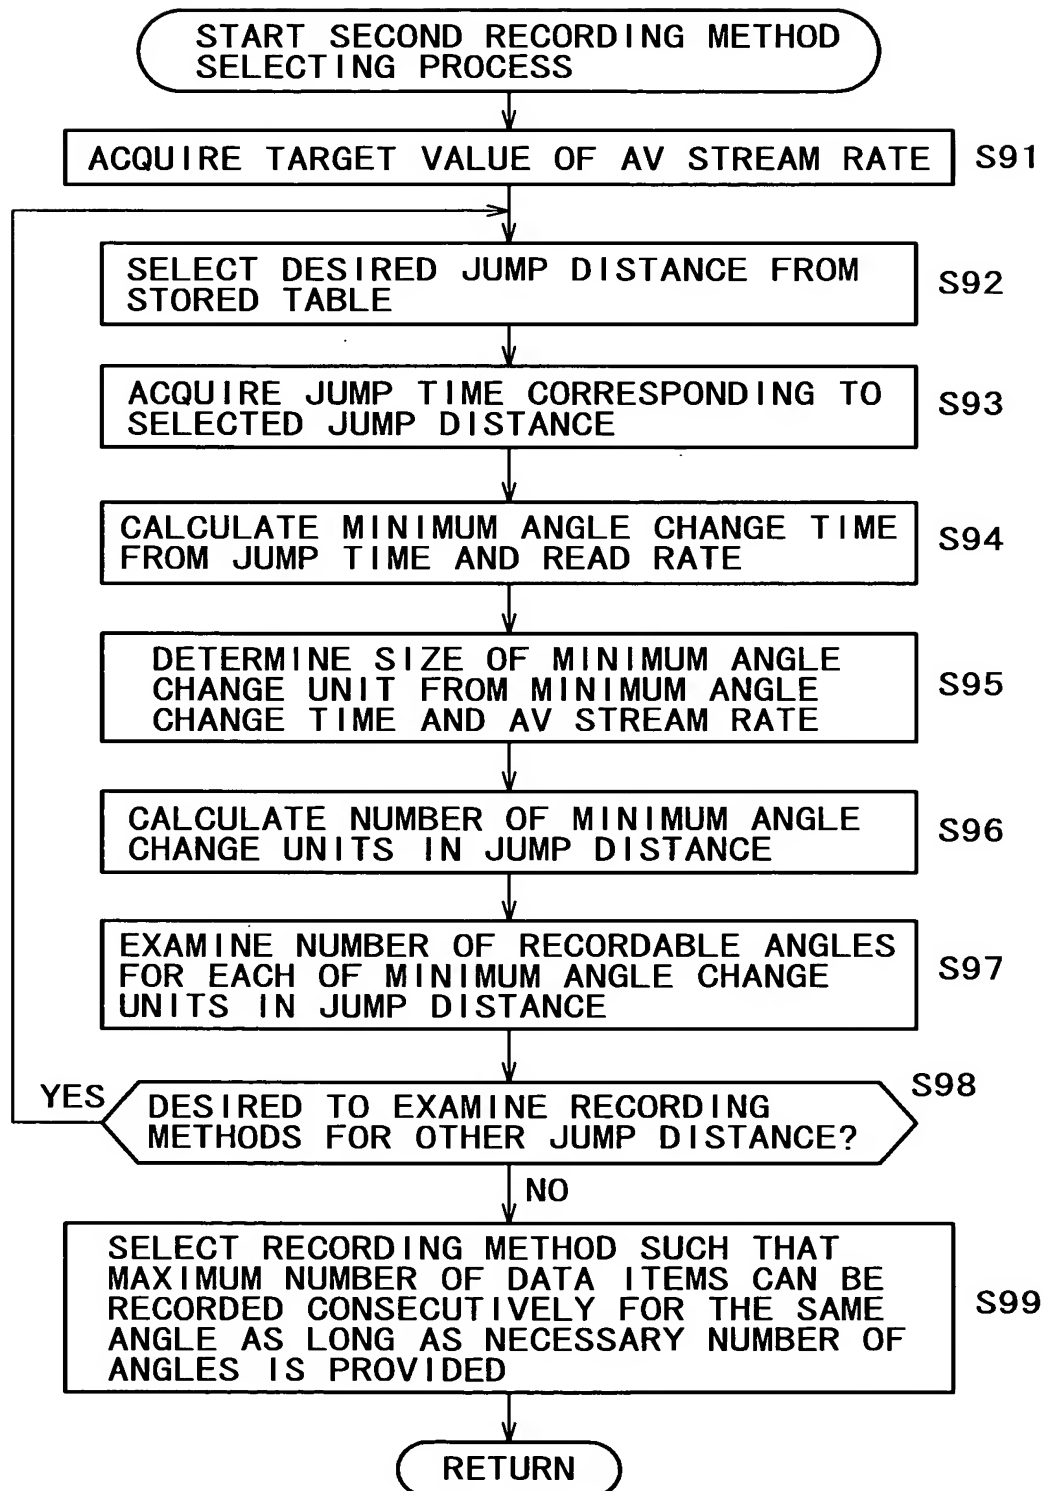 START SECOND RECORDING METHOD
SELECTING PROCESS
ACQUIRE TARGET VALUE OF AV STREAM RATE
S91
SELECT DESIRED JUMP DISTANCE FROM
STORED TABLE
S92
ACQUIRE JUMP TIME CORRESPONDING TO
SELECTED JUMP DISTANCE
S93
CALCULATE MINIMUM ANGLE CHANGE TIME
FROM JUMP TIME AND READ RATE
S94
DETERMINE SIZE OF MINIMUM ANGLE
CHANGE UNIT FROM MINIMUM ANGLE
CHANGE TIME AND AV STREAM RATE
S95
CALCULATE NUMBER OF MINIMUM ANGLE
CHANGE UNITS IN JUMP DISTANCE
S96
EXAMINE NUMBER OF RECORDABLE ANGLES
FOR EACH OF MINIMUM ANGLE CHANGE
UNITS IN JUMP DISTANCE
S97
YES
DESIRED TO EXAMINE RECORDING
METHODS FOR OTHER JUMP DISTANCE?
S98
NO
SELECT RECORDING METHOD SUCH THAT
MAXIMUM NUMBER OF DATA ITEMS CAN BE
RECORDED CONSECUTIVELY FOR THE SAME
ANGLE AS LONG AS NECESSARY NUMBER OF
ANGLES IS PROVIDED
S99
RETURN